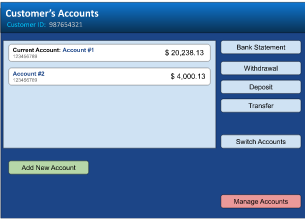 Customer's Accounts
Customer ID: 987654321
Current Account: Account #1
123456789
$ 20,238.13
Account #2
123456789
$ 4,000.13
Bank Statement
Withdrawal
Deposit
Transfer
Switch Accounts
Add New Account
Manage Accounts